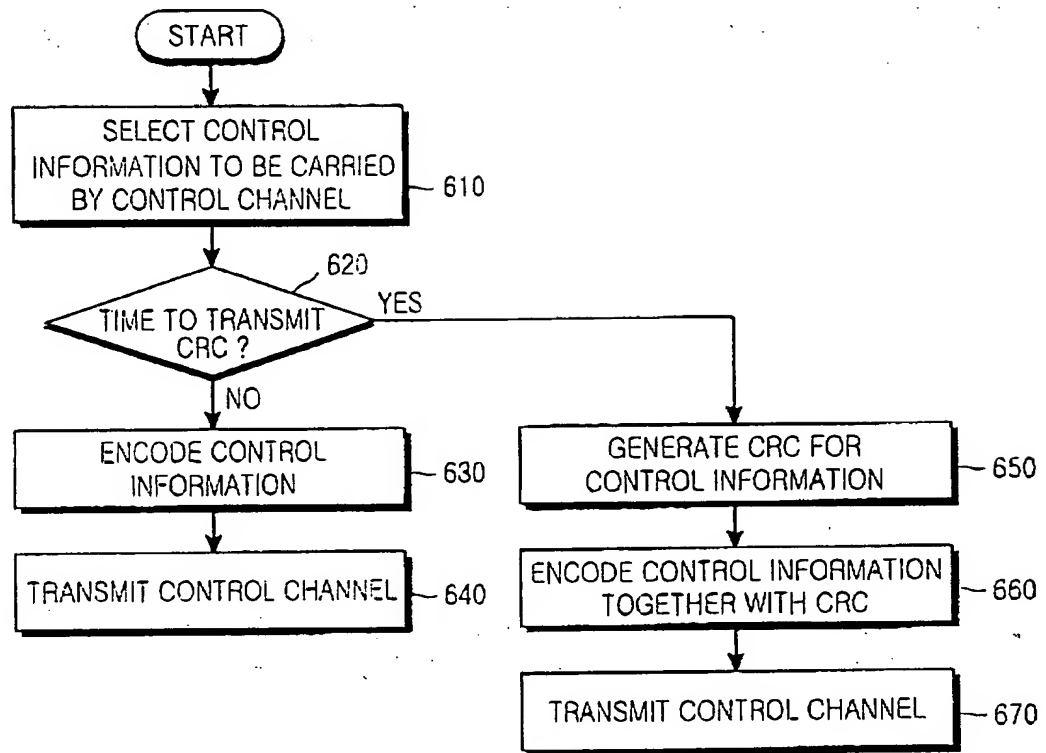 START
SELECT CONTROL
INFORMATION TO BE CARRIED
BY CONTROL CHANNEL
610
620
TIME TO TRANSMIT
CRC ?
YES
NO
ENCODE CONTROL
INFORMATION
630
TRANSMIT CONTROL CHANNEL
640
GENERATE CRC FOR
CONTROL INFORMATION
650
ENCODE CONTROL INFORMATION
TOGETHER WITH CRC
660
TRANSMIT CONTROL CHANNEL
670